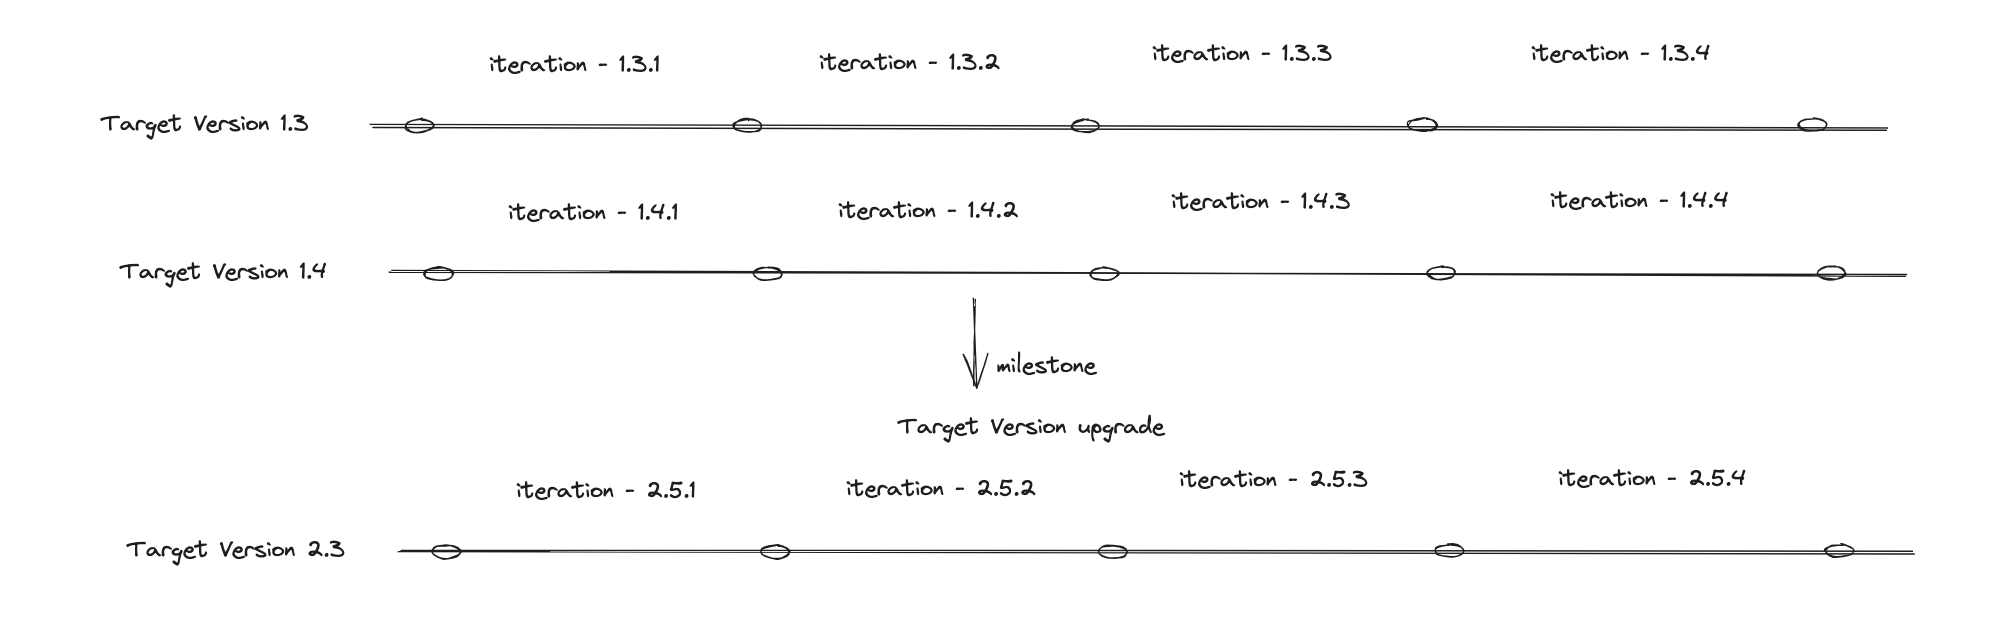 iteration - 1.3.1 iteration - 1.3.2 iteration - 1.3.3 iteration - 1.3.4
Target Version 1.3
iteration - 1.4.1 iteration - 1.4.2 iteration - 1.4.3 iteration - 1.4.4
Target Version 1.4
milestone
Target Version upgrade
iteration - 2.5.1 iteration - 2.5.2 iteration - 2.5.3 iteration - 2.5.4
Target Version 2.3